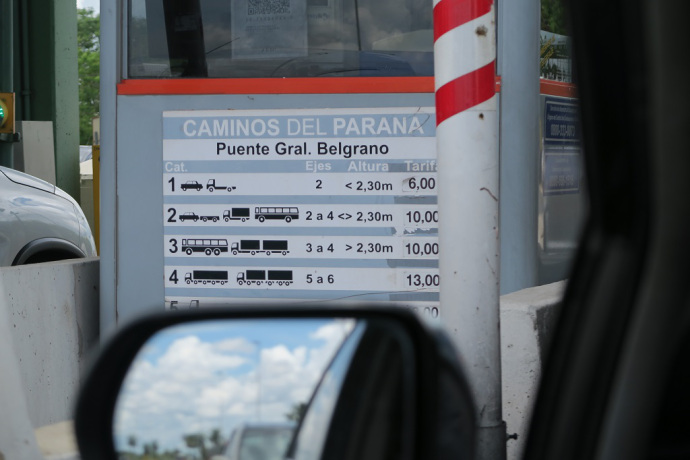 CAMINOS DEL PARANA
Puente Gral. Belgrano
Cat. Ejes Altura Tarifa
1 2 < 2,30m 6,00
2 2 a 4 <> 2,30m 10,00
3 3 a 4 > 2,30m 10,00
4 5 a 6 13,00
5